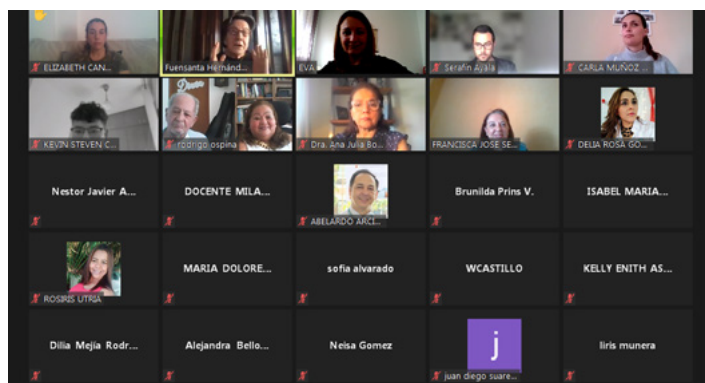 ELIZABETH CAN...
Fuensanta Hernánd...
EVA
Serafín Ayala
CARLA MUÑOZ ...
KEVIN STEVEN C...
rodrigo ospina
Dra. Ana Julia Bo...
FRANCISCA JOSE SE...
DELIA ROSA GO...
Nestor Javier A...
DOCENTE MILA...
ABELARDO ARCI...
Brunilda Prins V.
ISABEL MARIA...
ROSIRIS UTRIA
MARIA DOLORE...
sofia alvarado
WCASTILLO
KELLY ENITH AS...
Dilia Mejía Rodr...
Alejandra Bello...
Neisa Gomez
j
juan diego suare...
liris munera